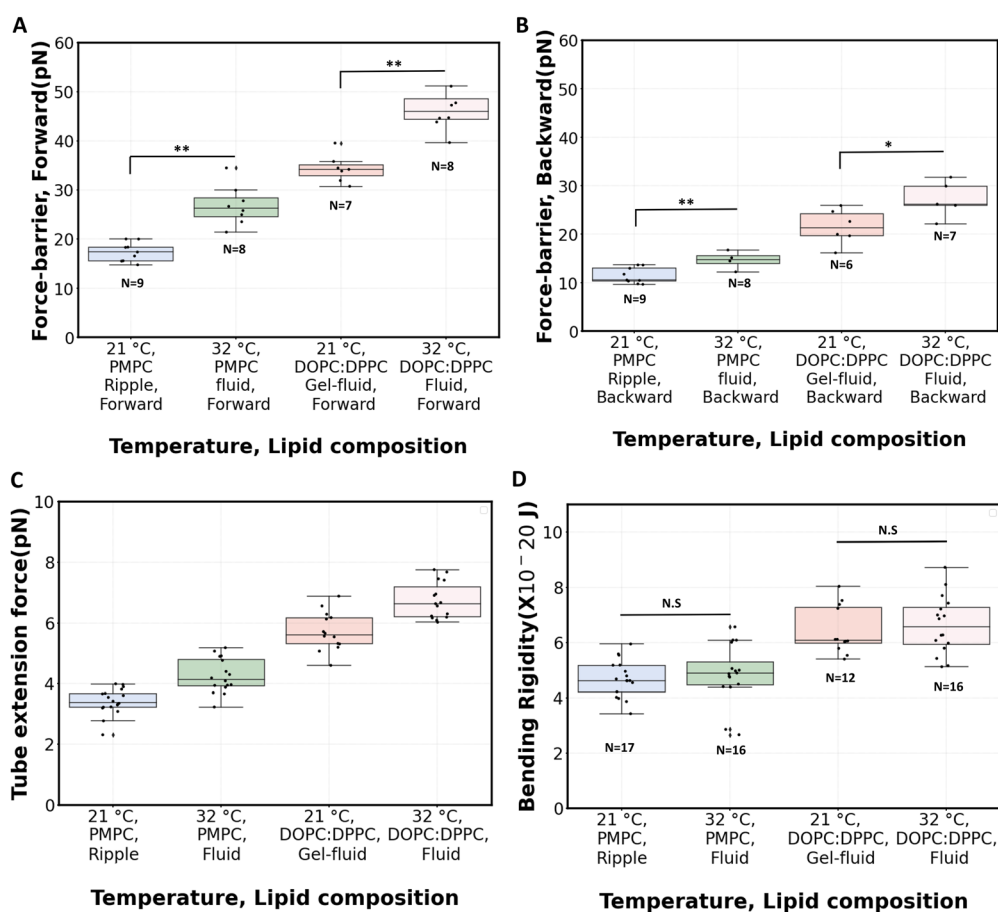 A
Force-barrier, Forward(pN)
60
50
40
30
20
10
0
**
**
N=9
N=8
N=7
N=8
21 °C,
PMPC
Ripple,
Forward
32 °C,
PMPC
fluid,
Forward
21 °C,
DOPC:DPPC
Gel-fluid,
Forward
32 °C,
DOPC:DPPC
Fluid,
Forward
Temperature, Lipid composition
B
Force-barrier, Backward(pN)
60
50
40
30
20
10
0
**
*
N=9
N=8
N=6
N=7
21 °C,
PMPC
Ripple,
Backward
32 °C,
PMPC
fluid,
Backward
21 °C,
DOPC:DPPC
Gel-fluid,
Backward
32 °C,
DOPC:DPPC
Fluid,
Backward
Temperature, Lipid composition
C
Tube extension force(pN)
10
8
6
4
2
0
21 °C,
PMPC,
Ripple
32 °C,
PMPC,
Fluid
21 °C,
DOPC:DPPC,
Gel-fluid
32 °C,
DOPC:DPPC,
Fluid
Temperature, Lipid composition
D
Bending Rigidity(X10⁻20 J)
10
8
6
4
2
0
N.S
N.S
N=17
N=16
N=12
N=16
21 °C,
PMPC,
Ripple
32 °C,
PMPC,
Fluid
21 °C,
DOPC:DPPC,
Gel-fluid
32 °C,
DOPC:DPPC,
Fluid
Temperature, Lipid composition